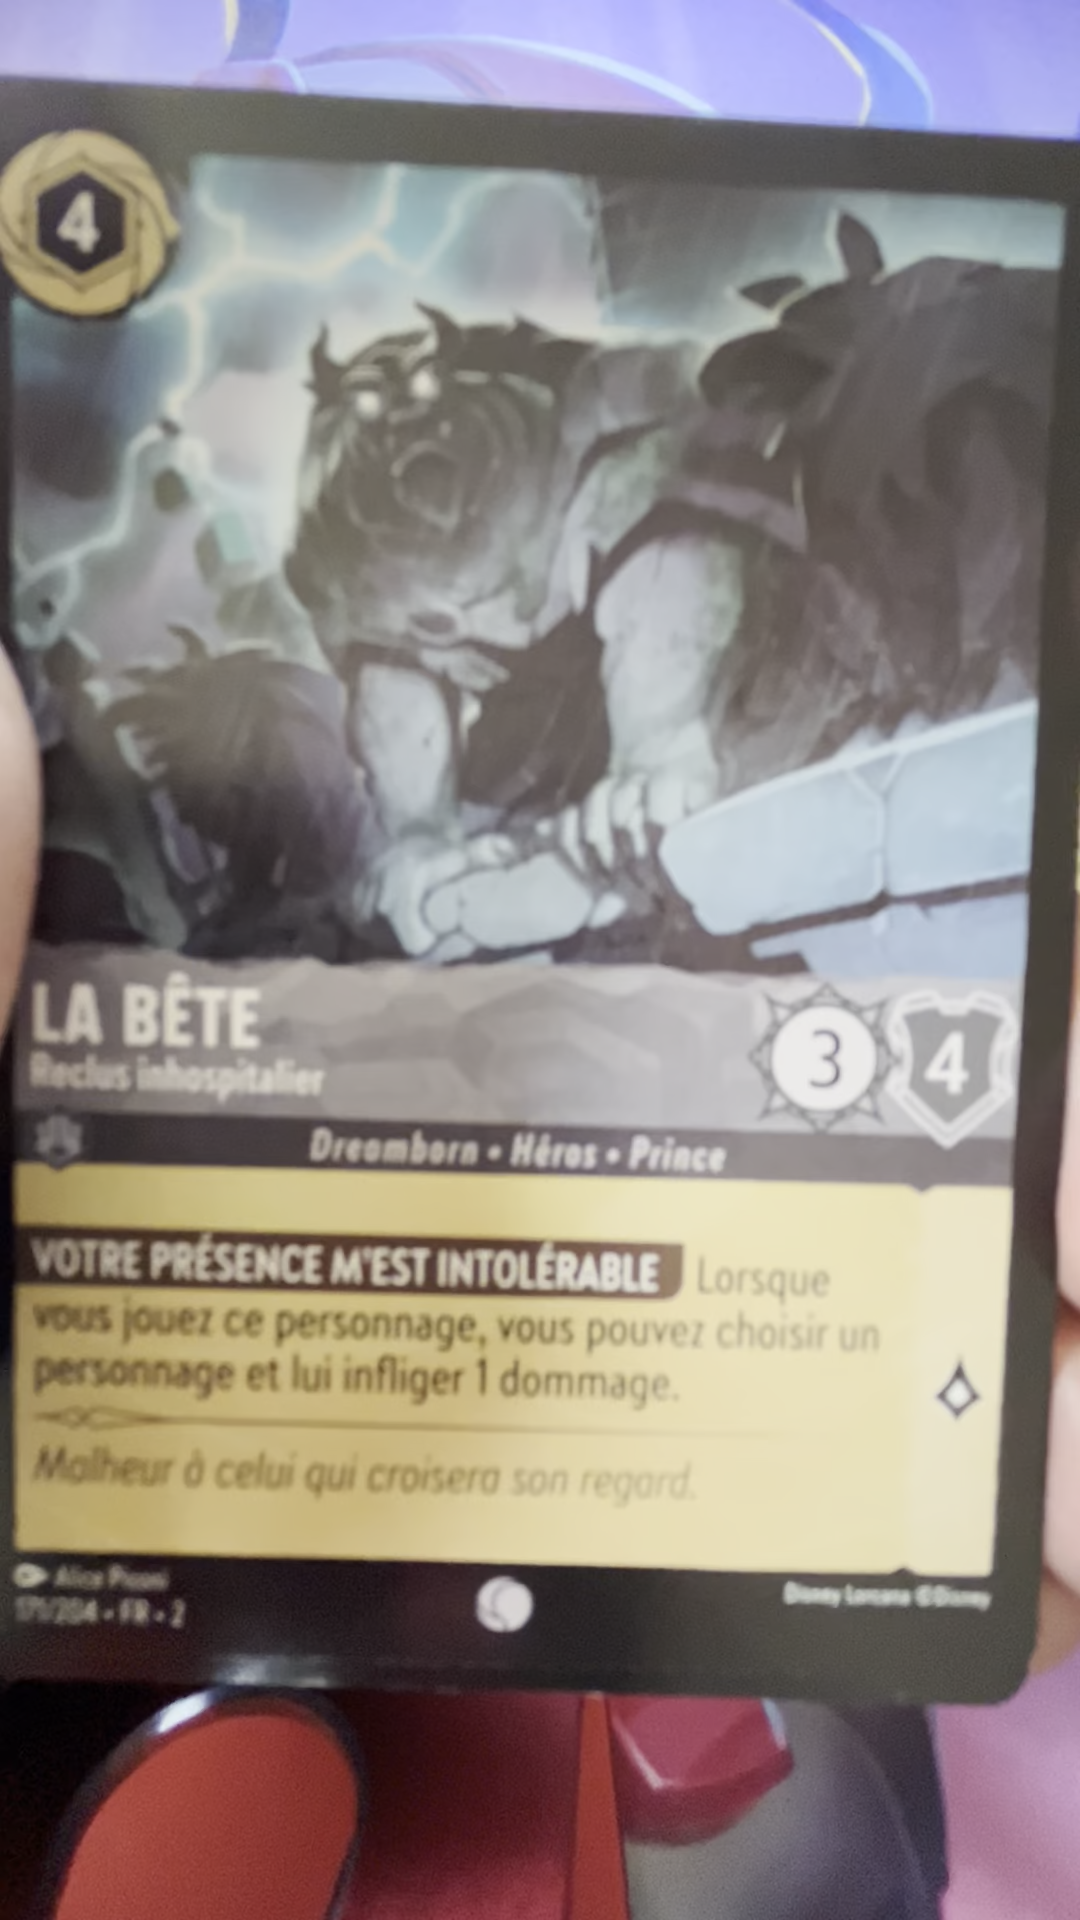 4
LA BÊTE
Reclus inhospitalier
3 4
Dreamborn • Héros • Prince
VOTRE PRÉSENCE M'EST INTOLÉRABLE Lorsque
vous jouez ce personnage, vous pouvez choisir un
personnage et lui infliger 1 dommage.
Malheur à celui qui croisera son regard.
Alice Pisoni
171/204 • FR • 2
Disney Lorcana ©Disney